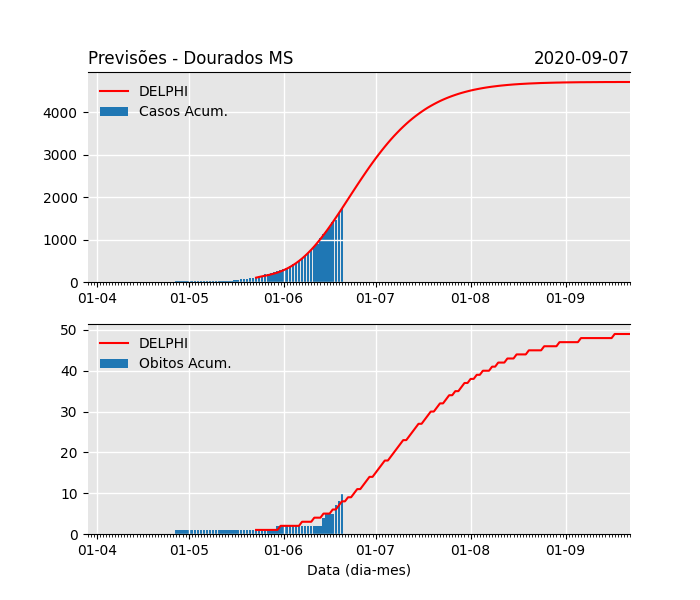 Previsões - Dourados MS 2020-09-07
DELPHI
Casos Acum.
4000
3000
2000
1000
0
01-04 01-05 01-06 01-07 01-08 01-09
DELPHI
Obitos Acum.
50
40
30
20
10
0
01-04 01-05 01-06 01-07 01-08 01-09
Data (dia-mes)